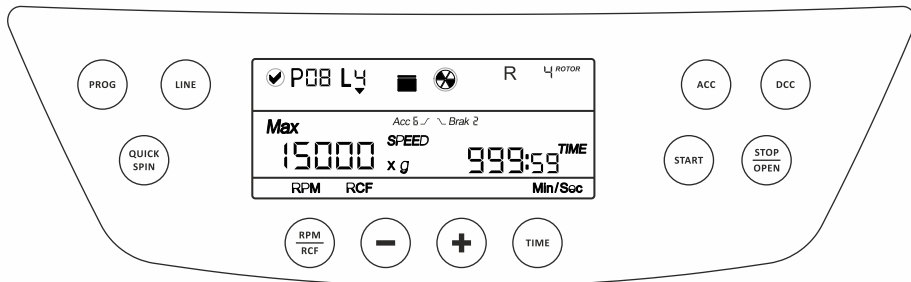 PROG
LINE
QUICK
SPIN
P08 L4
R
4 ROTOR
Acc 6
Brak 2
Max
15000
SPEED
x g
999:59
TIME
RPM
RCF
Min/Sec
ACC
DCC
START
STOP
OPEN
RPM
RCF
−
+
TIME